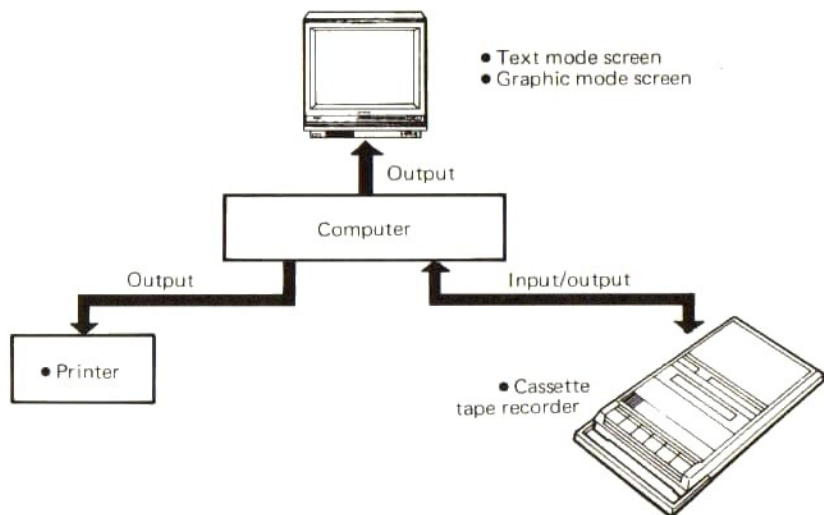 ● Text mode screen
● Graphic mode screen
Output
Computer
Output
Input/output
● Printer
● Cassette
tape recorder